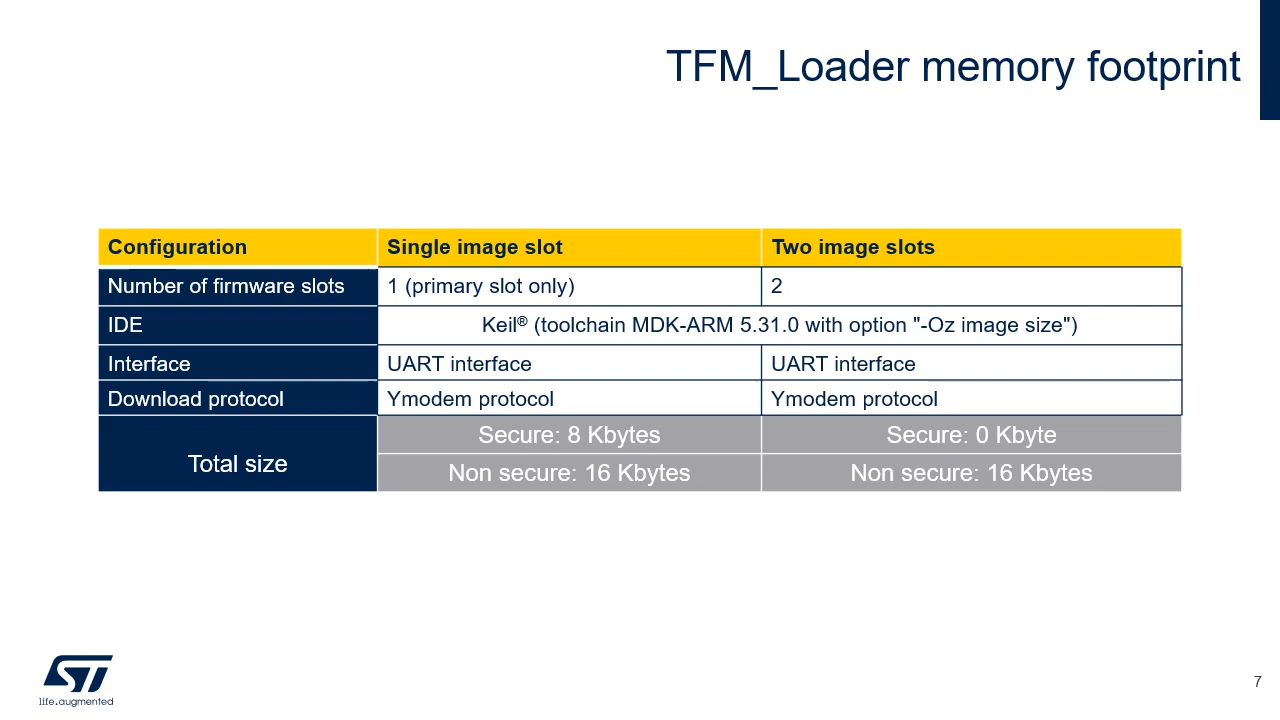 TFM_Loader memory footprint
Configuration Single image slot Two image slots
Number of firmware slots 1 (primary slot only) 2
IDE Keil® (toolchain MDK-ARM 5.31.0 with option "-Oz image size")
Interface UART interface UART interface
Download protocol Ymodem protocol Ymodem protocol
Total size
Secure: 8 Kbytes Secure: 0 Kbyte
Non secure: 16 Kbytes Non secure: 16 Kbytes
ST
life.augmented
7